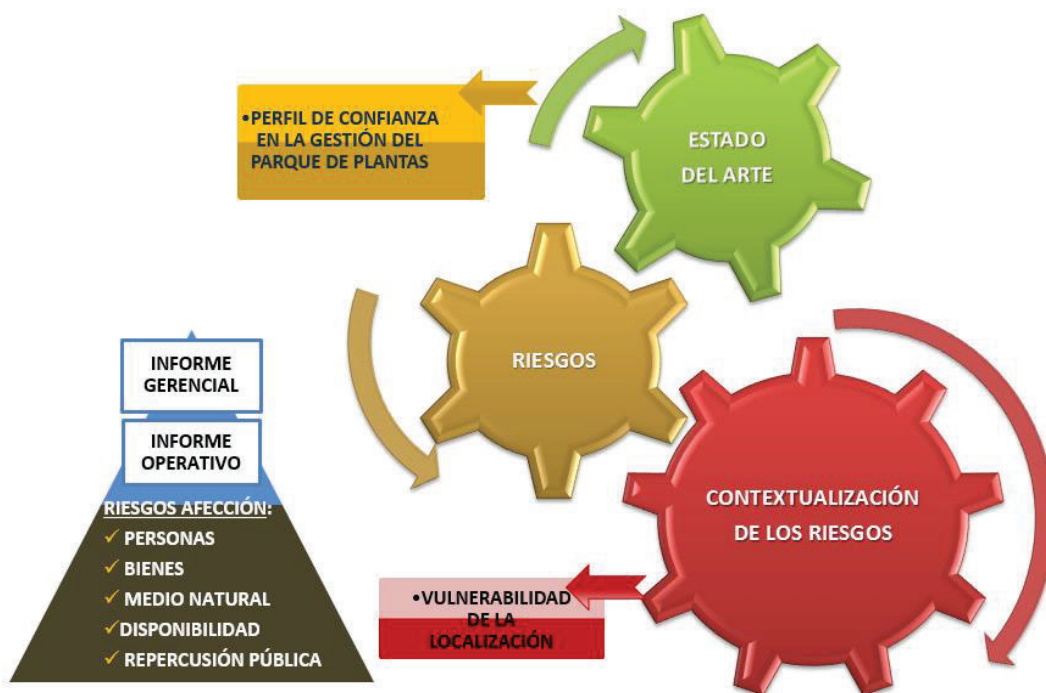 •PERFIL DE CONFIANZA
EN LA GESTIÓN DEL
PARQUE DE PLANTAS
ESTADO
DEL ARTE
RIESGOS
CONTEXTUALIZACIÓN
DE LOS RIESGOS
•VULNERABILIDAD
DE LA
LOCALIZACIÓN
INFORME
GERENCIAL
INFORME
OPERATIVO
RIESGOS AFECCIÓN:
✓ PERSONAS
✓ BIENES
✓ MEDIO NATURAL
✓DISPONIBILIDAD
✓ REPERCUSIÓN PÚBLICA